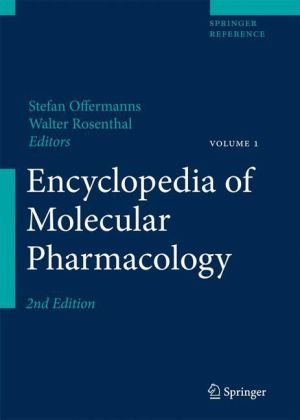 SPRINGER
REFERENCE
Stefan Offermanns
Walter Rosenthal
Editors
VOLUME 1
Encyclopedia of
Molecular
Pharmacology
2nd Edition
Springer